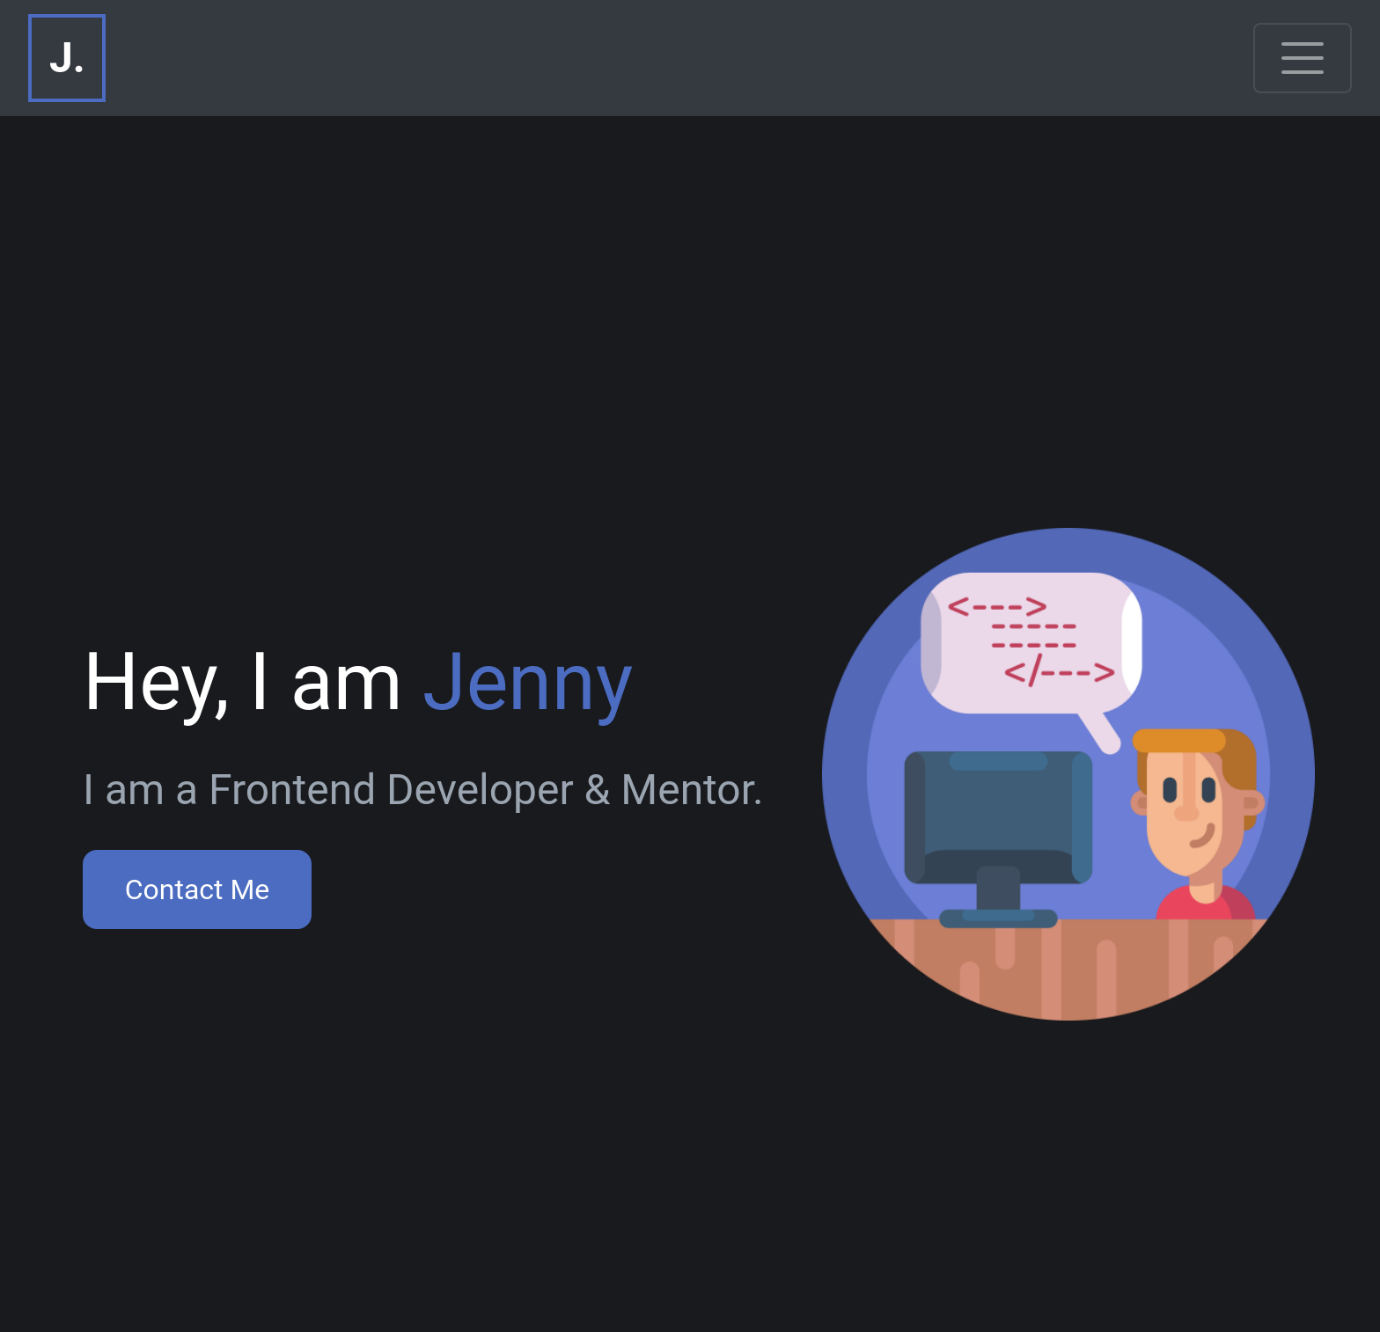 J.
<--->
-----
-----
</--->
Hey, I am Jenny
I am a Frontend Developer & Mentor.
Contact Me